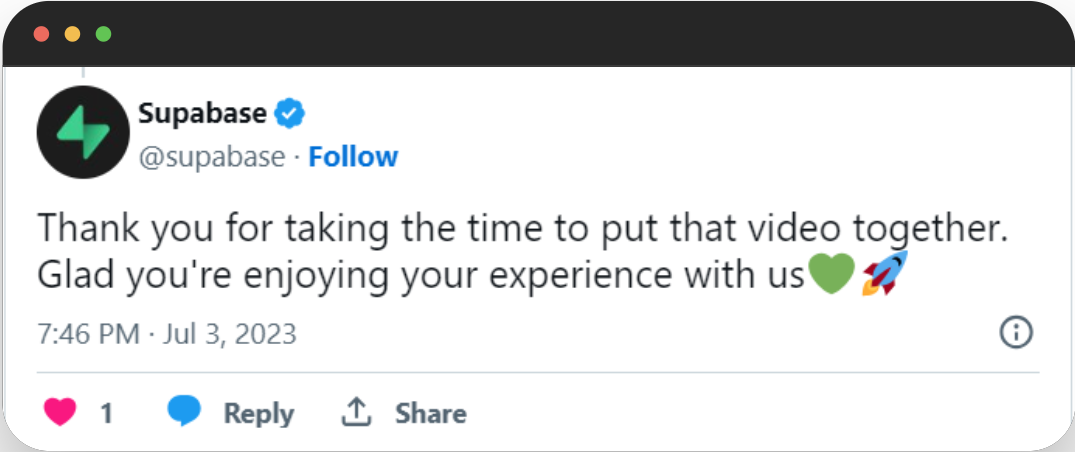 Supabase
@supabase · Follow
Thank you for taking the time to put that video together.
Glad you're enjoying your experience with us💚🚀
7:46 PM · Jul 3, 2023
1 Reply Share